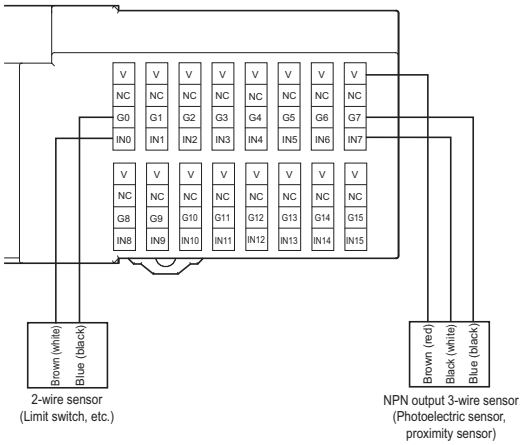 V V V V V V V V
NC NC NC NC NC NC NC NC
G0 G1 G2 G3 G4 G5 G6 G7
IN0 IN1 IN2 IN3 IN4 IN5 IN6 IN7
V V V V V V V V
NC NC NC NC NC NC NC NC
G8 G9 G10 G11 G12 G13 G14 G15
IN8 IN9 IN10 IN11 IN12 IN13 IN14 IN15
Brown (white)
Blue (black)
2-wire sensor
(Limit switch, etc.)
Brown (red)
Black (white)
Blue (black)
NPN output 3-wire sensor
(Photoelectric sensor,
proximity sensor)